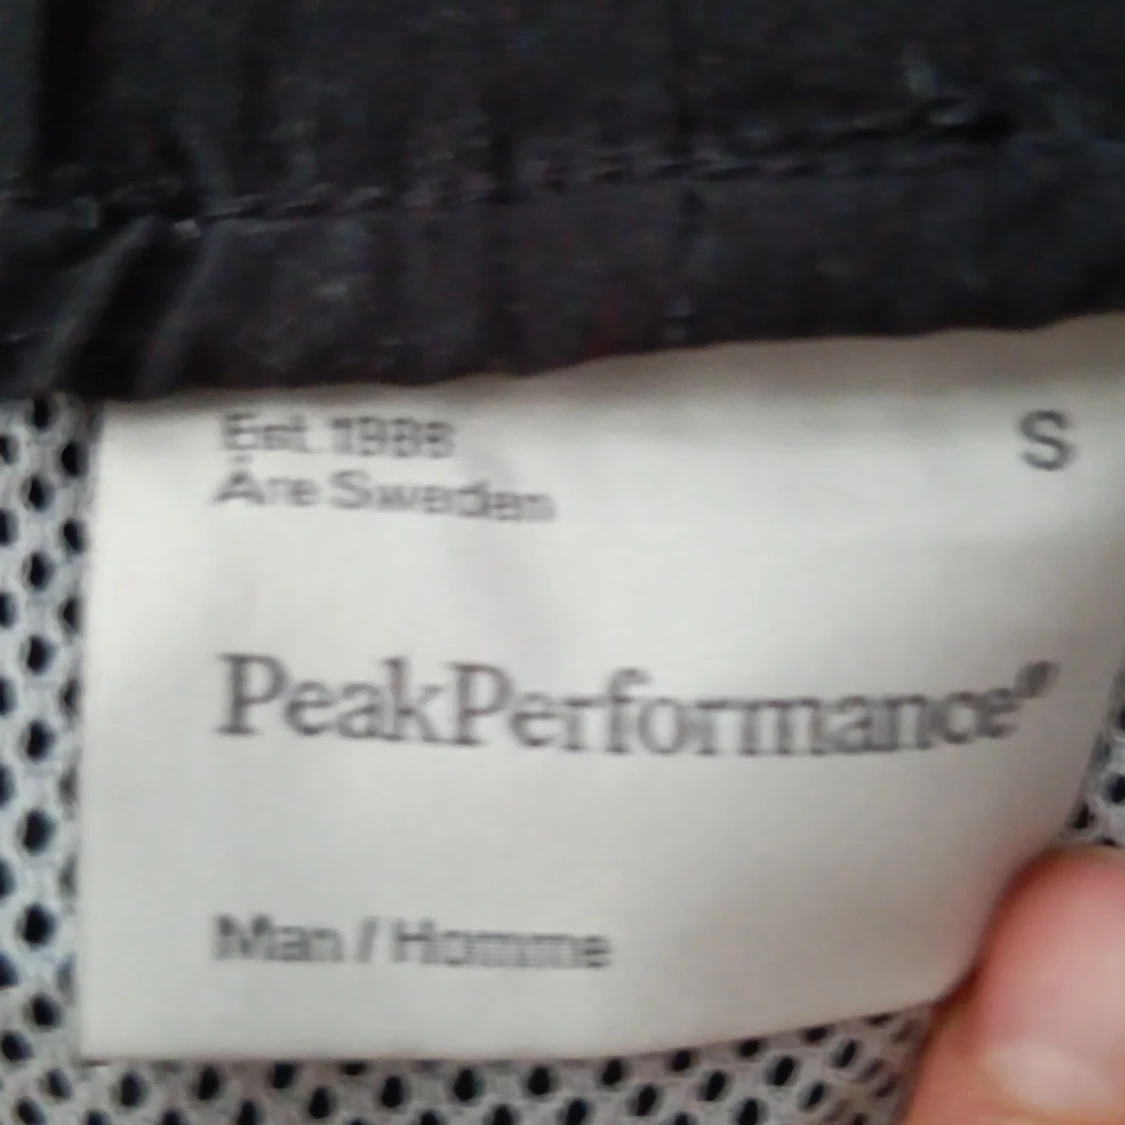 Est. 1986
Åre Sweden
S
PeakPerformance®
Man / Homme